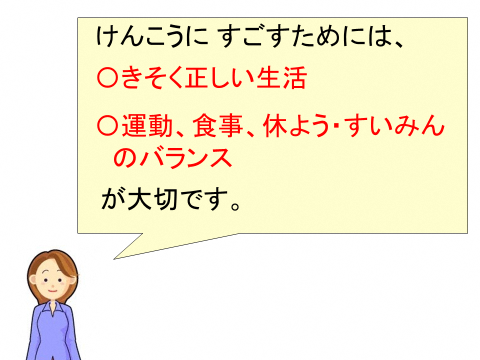 けんこうに すごすためには、
○きそく正しい生活
○運動、食事、休よう・すいみん
のバランス
が大切です。